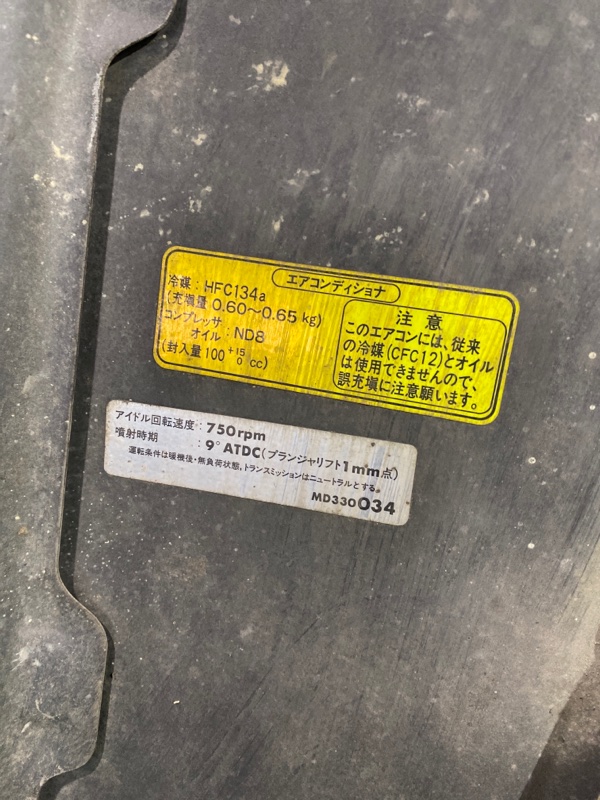 エアコンディショナ
冷媒：HFC134a
(充塡量 0.60～0.65 kg)
コンプレッサ
オイル：ND8
(封入量 100 +15 0 cc)
注意
このエアコンには、従来
の冷媒(CFC12)とオイル
は使用できませんので、
誤充塡に注意願います。
アイドル回転速度：750rpm
噴射時期：9° ATDC(プランジャリフト1mm点)
運転条件は暖機後・無負荷状態，トランスミッションはニュートラルとする。
MD330034